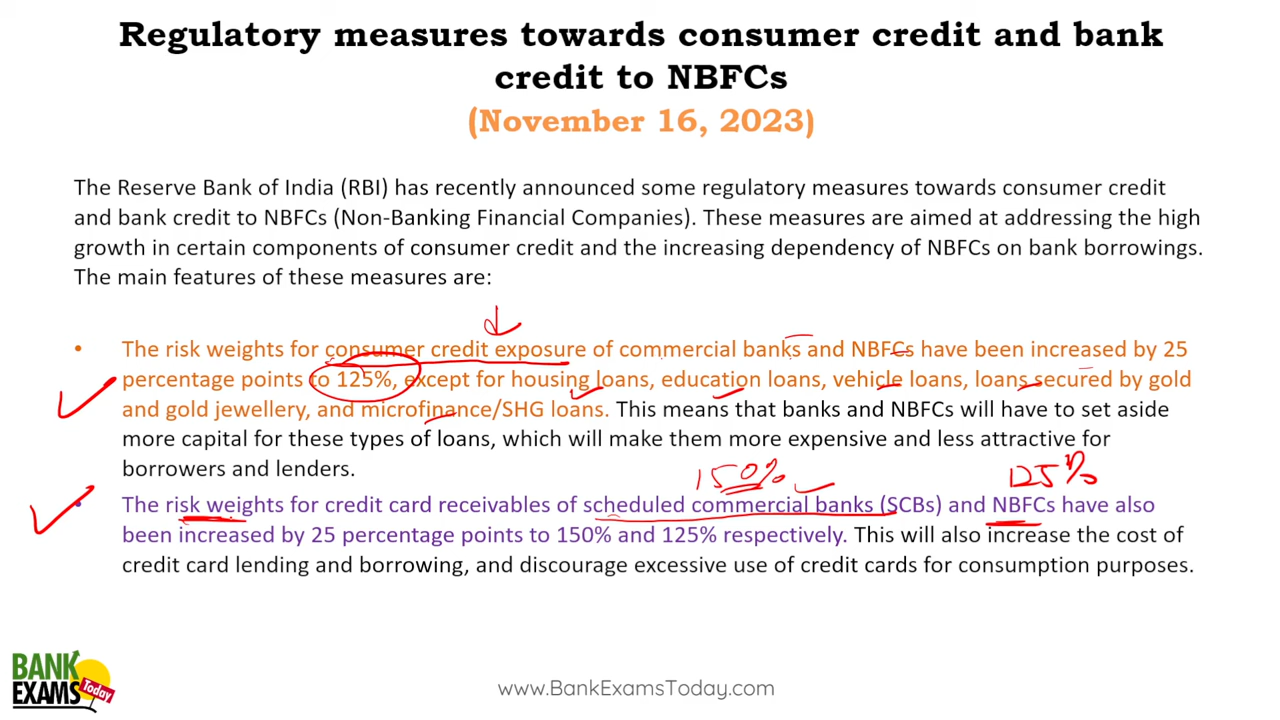 Regulatory measures towards consumer credit and bank
credit to NBFCs
(November 16, 2023)
The Reserve Bank of India (RBI) has recently announced some regulatory measures towards consumer credit
and bank credit to NBFCs (Non-Banking Financial Companies). These measures are aimed at addressing the high
growth in certain components of consumer credit and the increasing dependency of NBFCs on bank borrowings.
The main features of these measures are:
• The risk weights for consumer credit exposure of commercial banks and NBFCs have been increased by 25
percentage points to 125%, except for housing loans, education loans, vehicle loans, loans secured by gold
and gold jewellery, and microfinance/SHG loans. This means that banks and NBFCs will have to set aside
more capital for these types of loans, which will make them more expensive and less attractive for
borrowers and lenders.
150% 125%
• The risk weights for credit card receivables of scheduled commercial banks (SCBs) and NBFCs have also
been increased by 25 percentage points to 150% and 125% respectively. This will also increase the cost of
credit card lending and borrowing, and discourage excessive use of credit cards for consumption purposes.
BANK
EXAMS Today
www.BankExamsToday.com